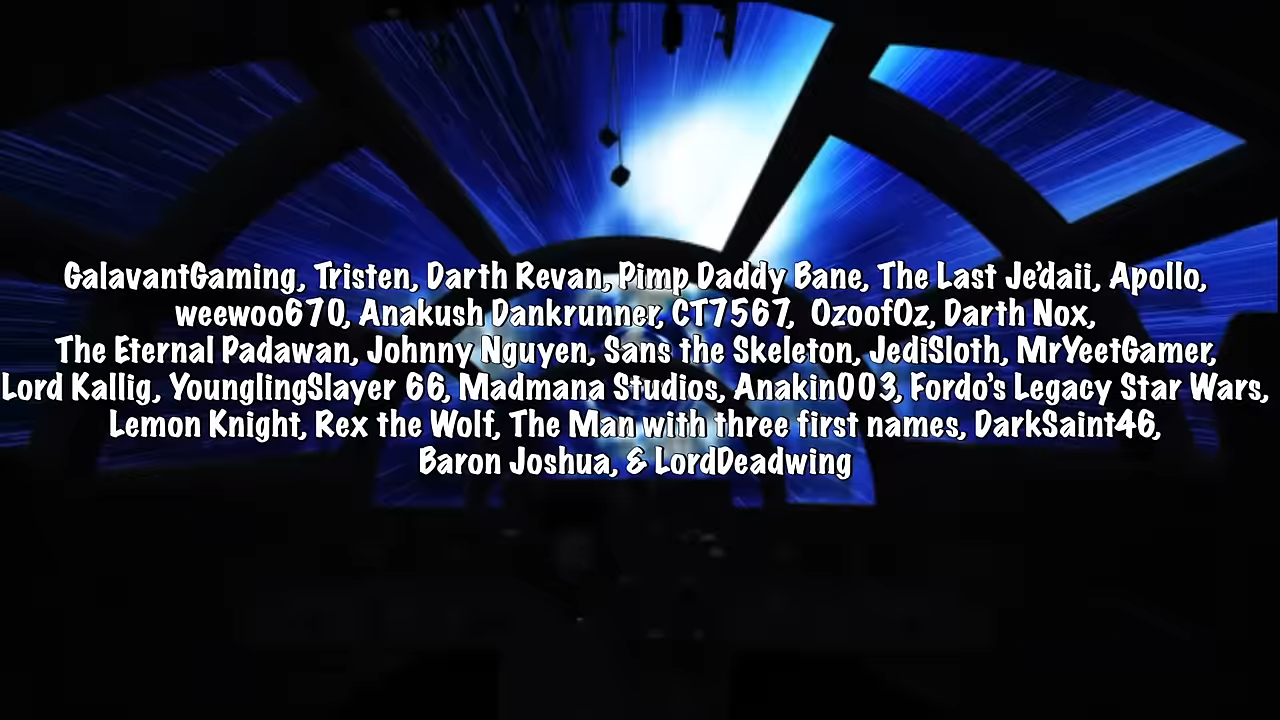 GalavantGaming, Tristen, Darth Revan, Pimp Daddy Bane, The Last Je'daii, Apollo,
weewoo670, Anakush Dankrunner, CT7567,  OzoofOz, Darth Nox,
The Eternal Padawan, Johnny Nguyen, Sans the Skeleton, JediSloth, MrYeetGamer,
Lord Kallig, YounglingSlayer 66, Madmana Studios, Anakin003, Fordo's Legacy Star Wars,
Lemon Knight, Rex the Wolf, The Man with three first names, DarkSaint46,
Baron Joshua, & LordDeadwing